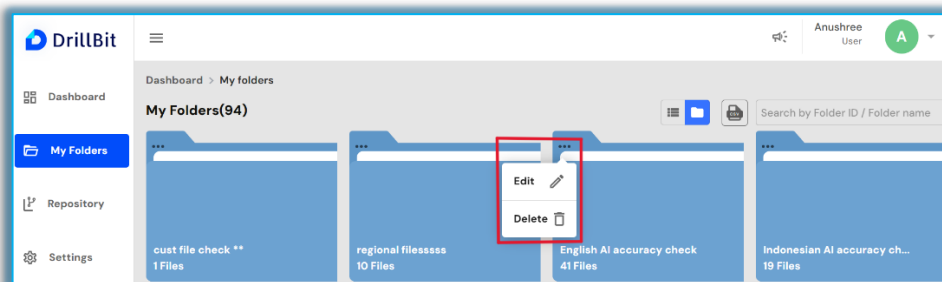 DrillBit
Anushree
User
A
Dashboard > My folders
My Folders(94)
CSV
Search by Folder ID / Folder name
Dashboard
My Folders
Repository
Settings
...
...
...
...
Edit
Delete
cust file check **
1 Files
regional filesssss
10 Files
English AI accuracy check
41 Files
Indonesian AI accuracy ch...
19 Files